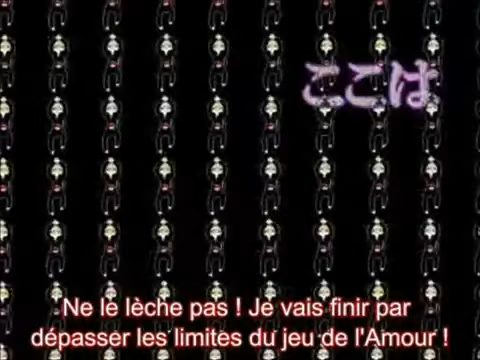 ここは
Ne le lèche pas ! Je vais finir par
dépasser les limites du jeu de l'Amour !